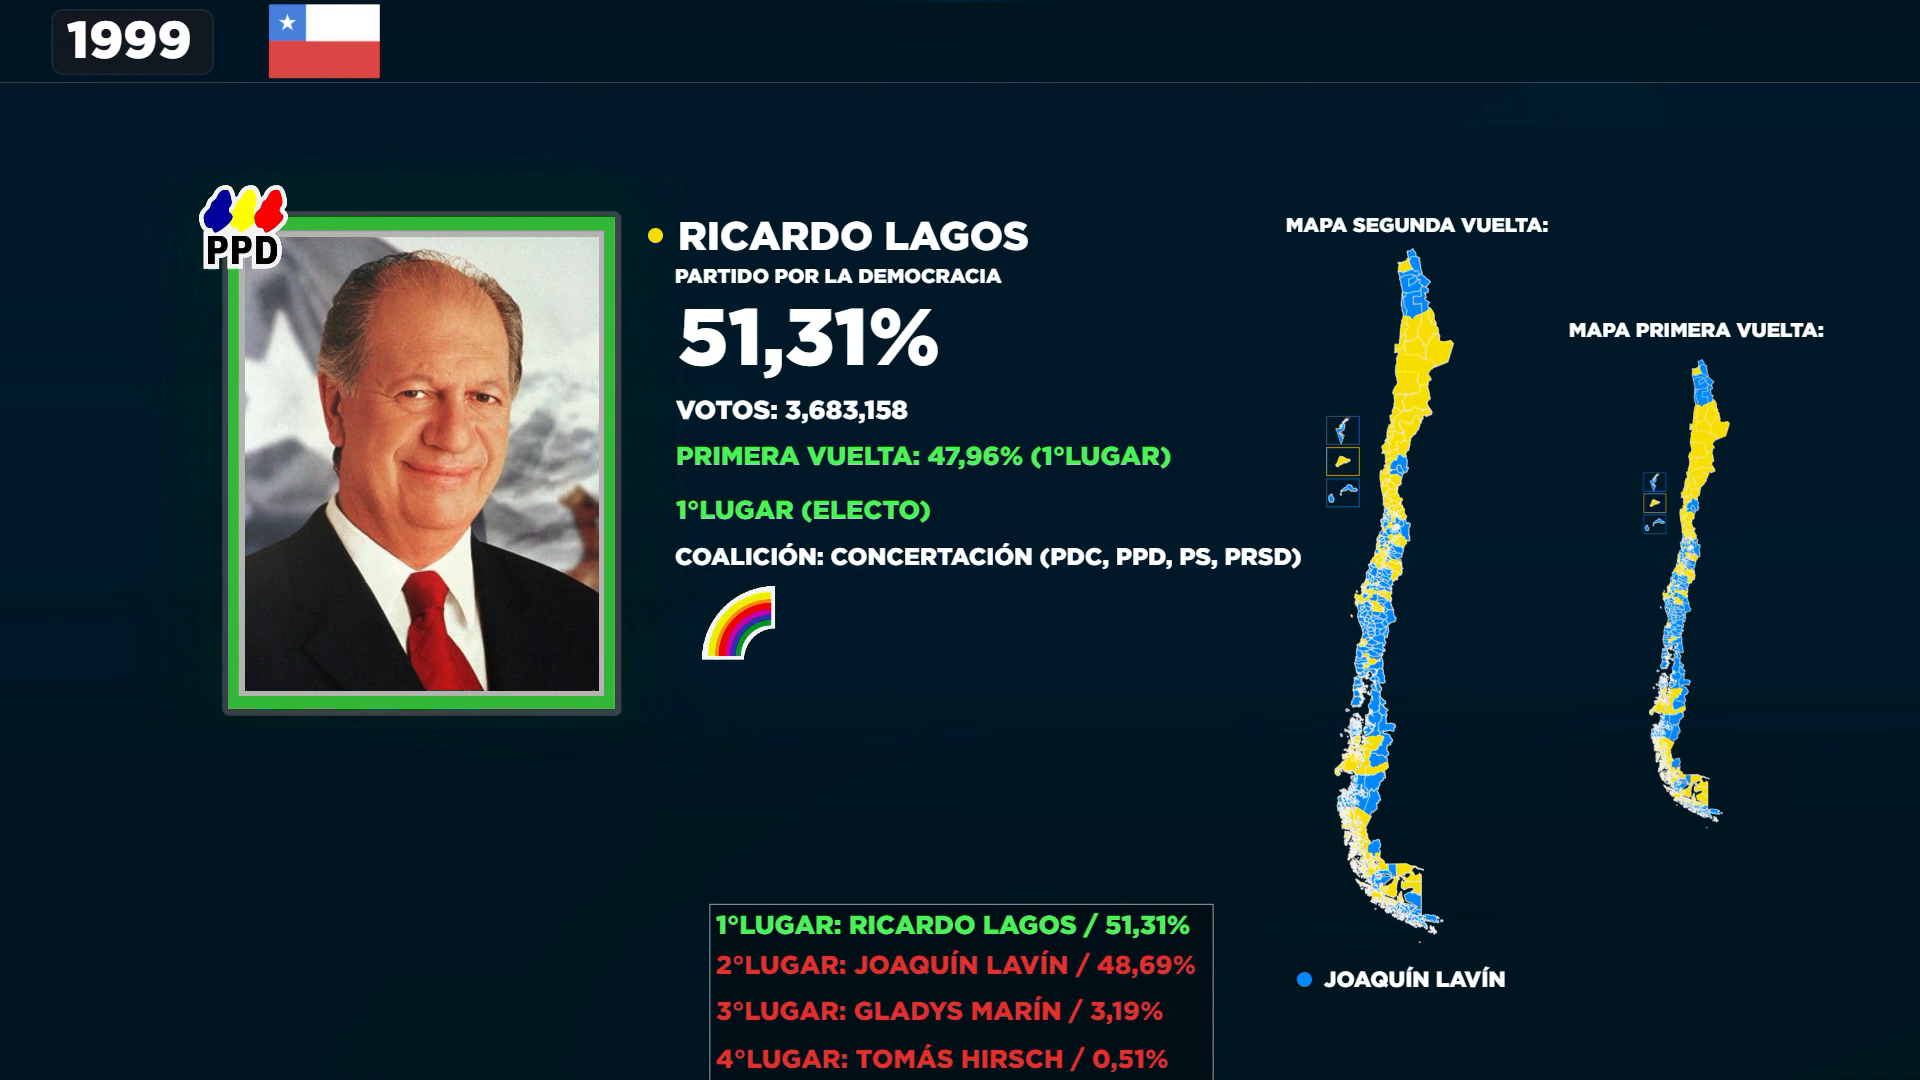 1999
PPD
RICARDO LAGOS
PARTIDO POR LA DEMOCRACIA
51,31%
VOTOS: 3,683,158
PRIMERA VUELTA: 47,96% (1°LUGAR)
1°LUGAR (ELECTO)
COALICIÓN: CONCERTACIÓN (PDC, PPD, PS, PRSD)
MAPA SEGUNDA VUELTA:
MAPA PRIMERA VUELTA:
JOAQUÍN LAVÍN
1°LUGAR: RICARDO LAGOS / 51,31%
2°LUGAR: JOAQUÍN LAVÍN / 48,69%
3°LUGAR: GLADYS MARÍN / 3,19%
4°LUGAR: TOMÁS HIRSCH / 0,51%